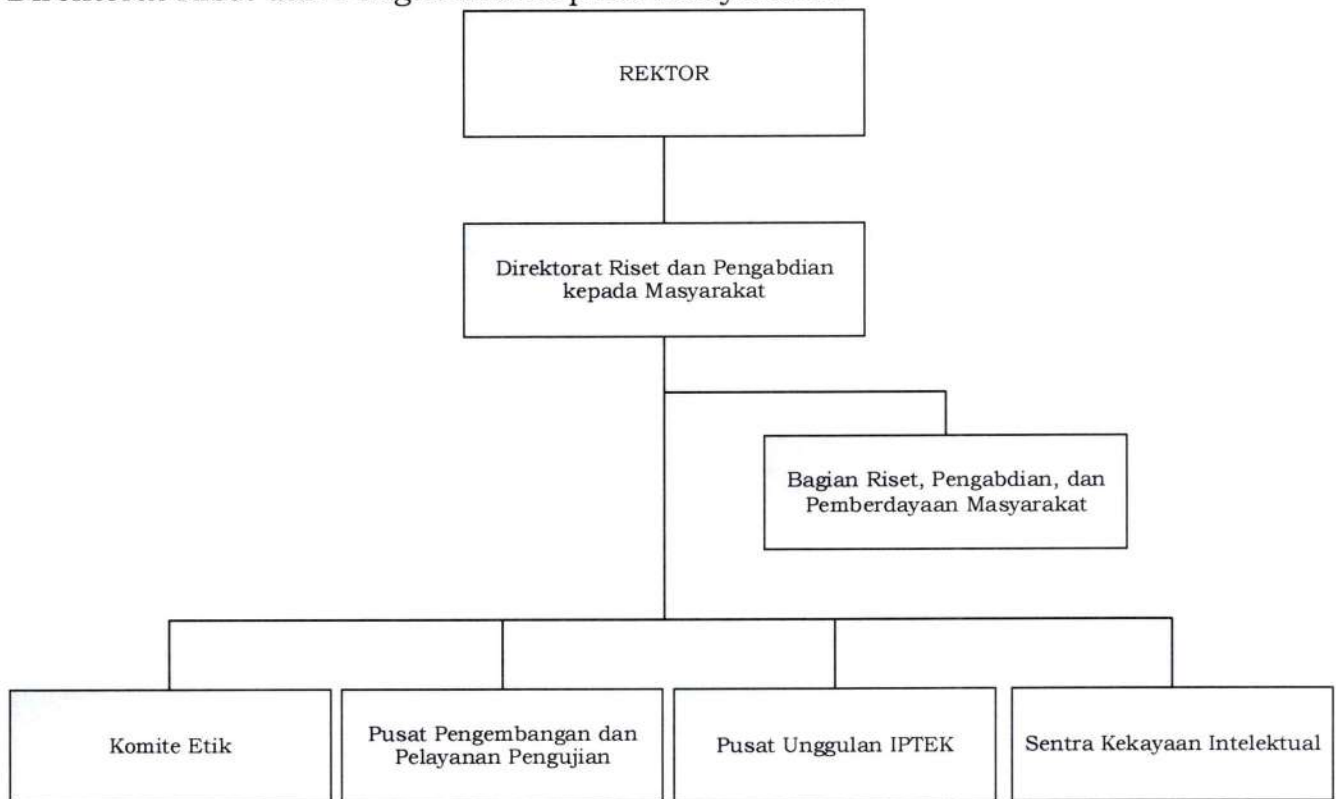 REKTOR
Direktorat Riset dan Pengabdian
kepada Masyarakat
Bagian Riset, Pengabdian, dan
Pemberdayaan Masyarakat
Komite Etik
Pusat Pengembangan dan
Pelayanan Pengujian
Pusat Unggulan IPTEK
Sentra Kekayaan Intelektual